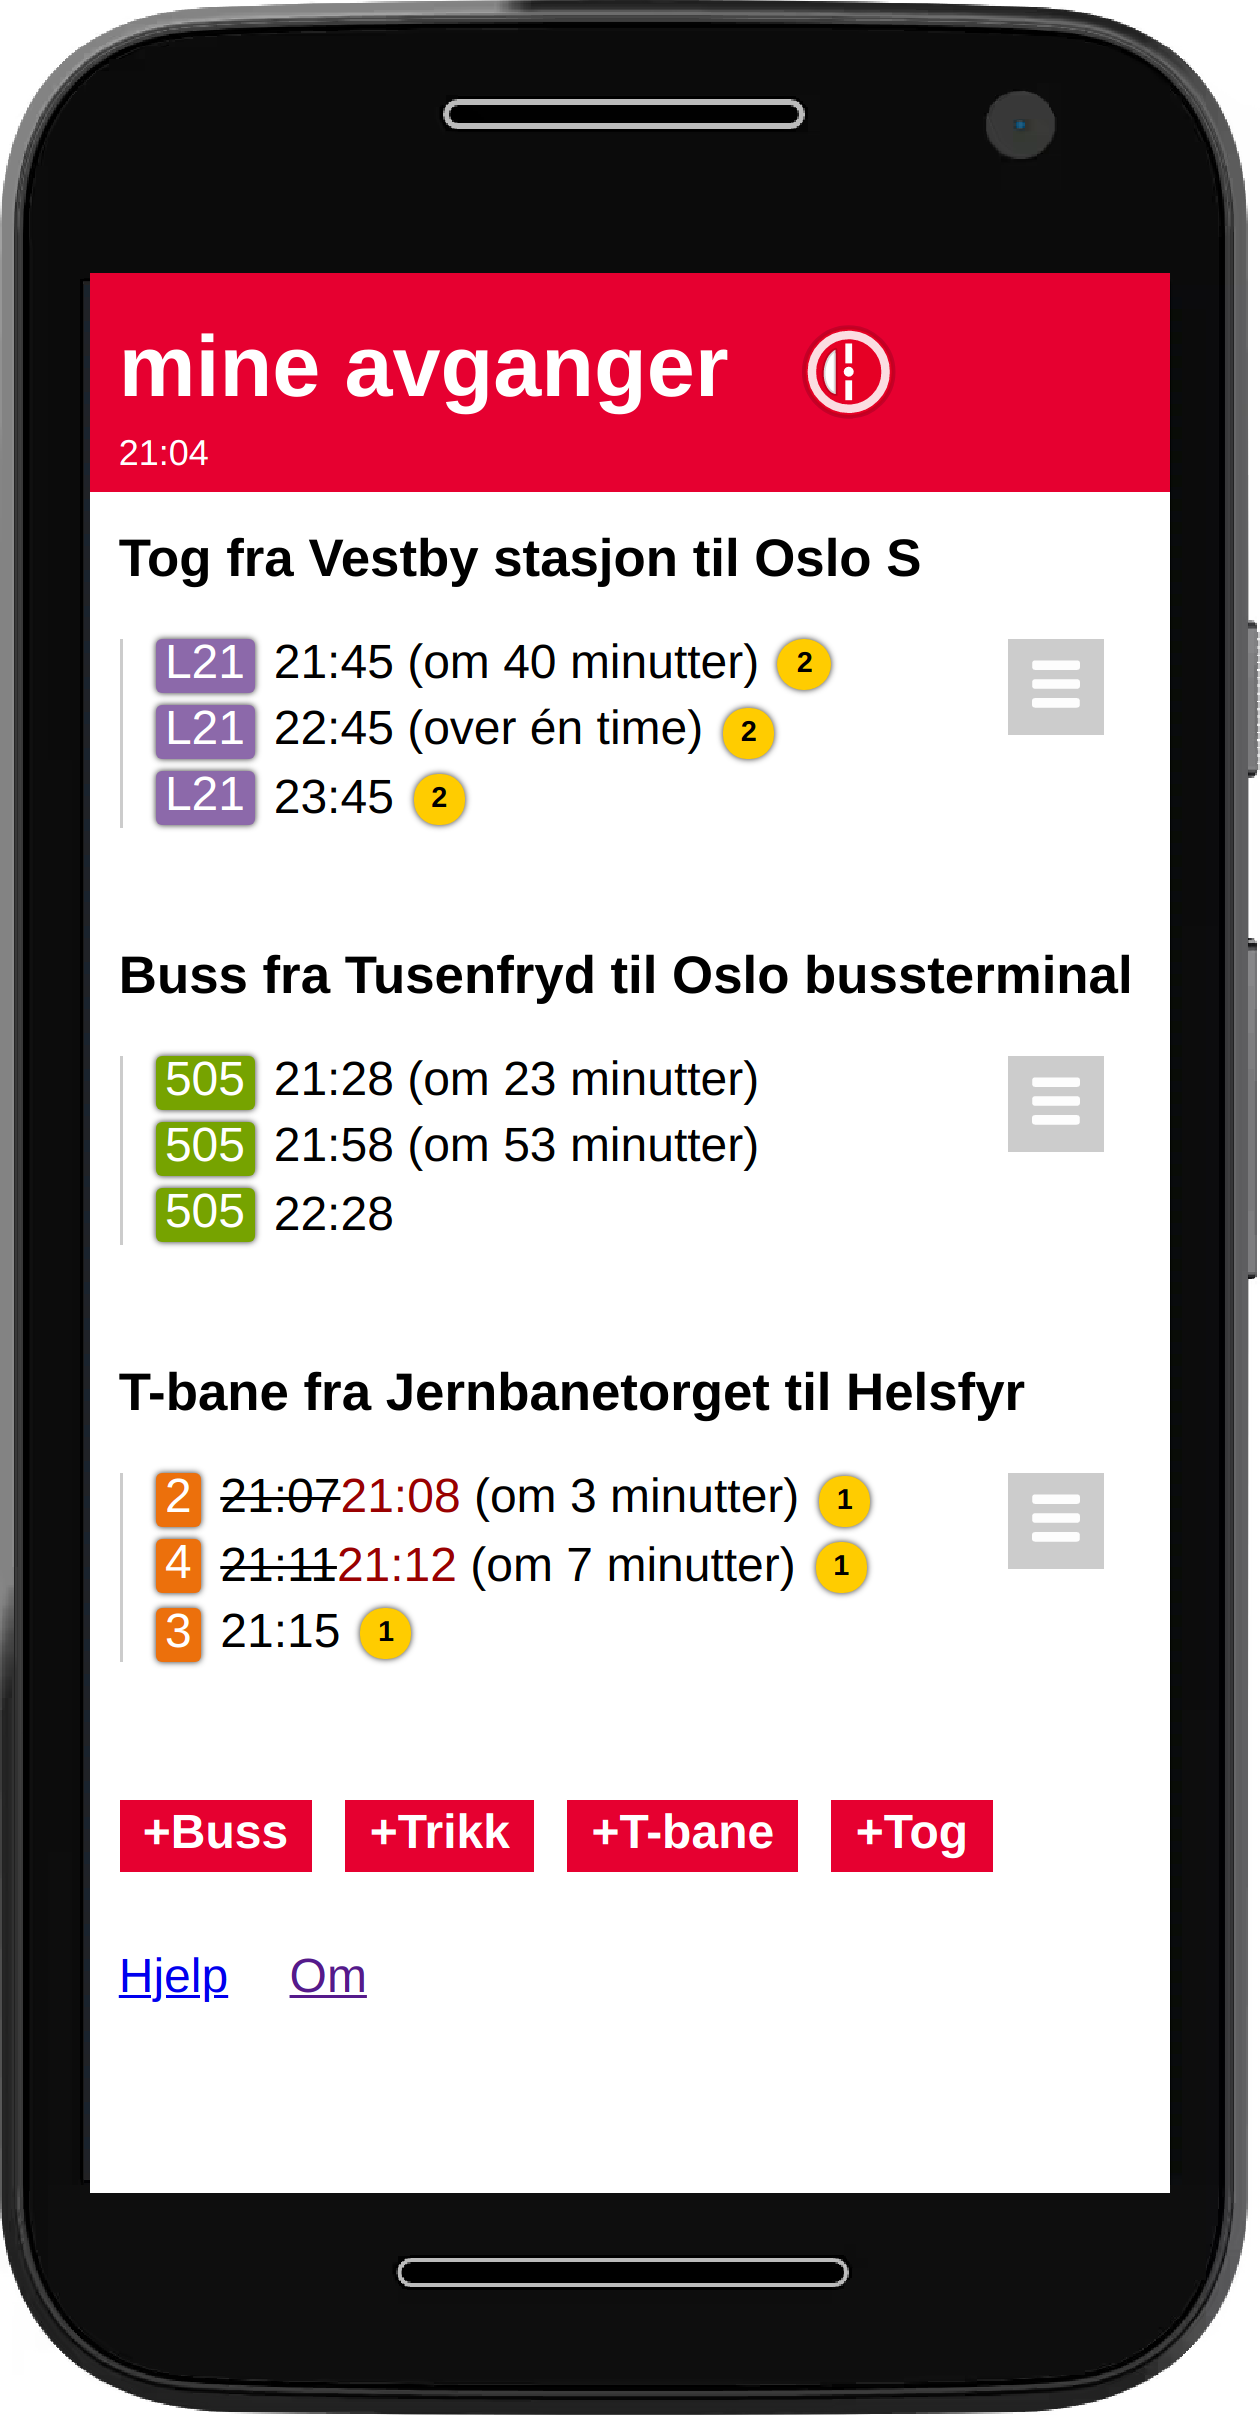 mine avganger
21:04
Tog fra Vestby stasjon til Oslo S
L21 21:45 (om 40 minutter) 2
L21 22:45 (over én time) 2
L21 23:45 2
Buss fra Tusenfryd til Oslo bussterminal
505 21:28 (om 23 minutter)
505 21:58 (om 53 minutter)
505 22:28
T-bane fra Jernbanetorget til Helsfyr
2 21:0721:08 (om 3 minutter) 1
4 21:1121:12 (om 7 minutter) 1
3 21:15 1
+Buss +Trikk +T-bane +Tog
Hjelp Om